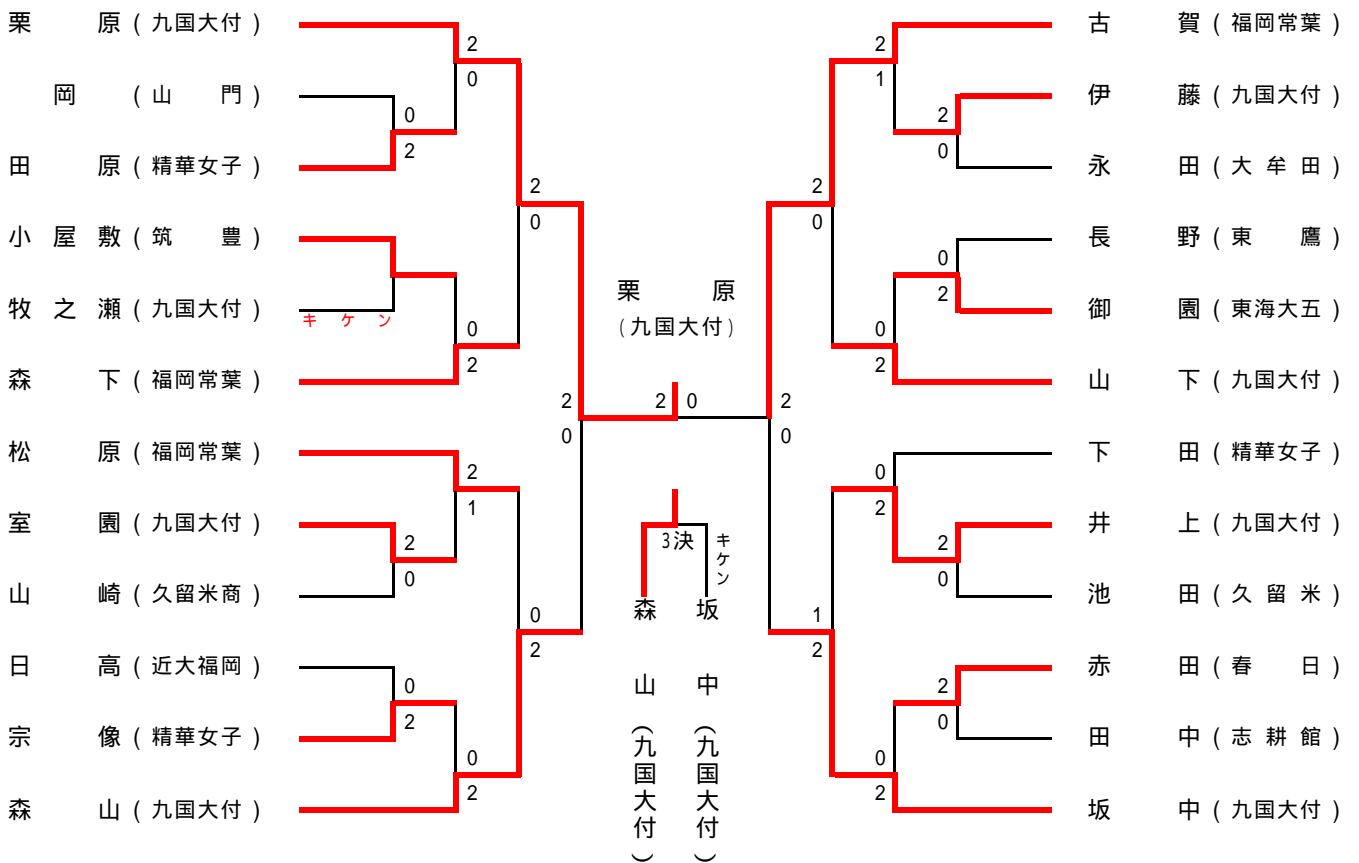 栗原(九国大付)
2
0
岡(山門)
0
2
田原(精華女子)
2
0
小屋敷(筑豊)
牧之瀬(九国大付)
キケン
0
2
森下(福岡常葉)
2
0
松原(福岡常葉)
2
1
室園(九国大付)
2
0
山崎(久留米商)
0
2
日高(近大福岡)
0
2
宗像(精華女子)
0
2
森山(九国大付)
栗原
(九国大付)
2 0
3決
キケン
森山(九国大付)
坂中(九国大付)
古賀(福岡常葉)
2
1
伊藤(九国大付)
2
0
永田(大牟田)
2
0
長野(東鷹)
0
2
御園(東海大五)
0
2
山下(九国大付)
2
0
下田(精華女子)
0
2
井上(九国大付)
2
0
池田(久留米)
1
2
赤田(春日)
2
0
田中(志耕館)
0
2
坂中(九国大付)